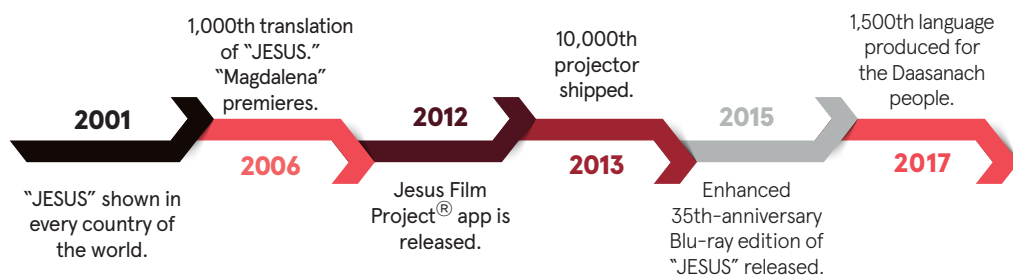 2001
"JESUS" shown in
every country of
the world.
1,000th translation
of “JESUS.”
“Magdalena”
premieres.
2006
2012
Jesus Film
Project® app is
released.
10,000th
projector
shipped.
2013
2015
Enhanced
35th-anniversary
Blu-ray edition of
“JESUS” released.
1,500th language
produced for
the Daasanach
people.
2017